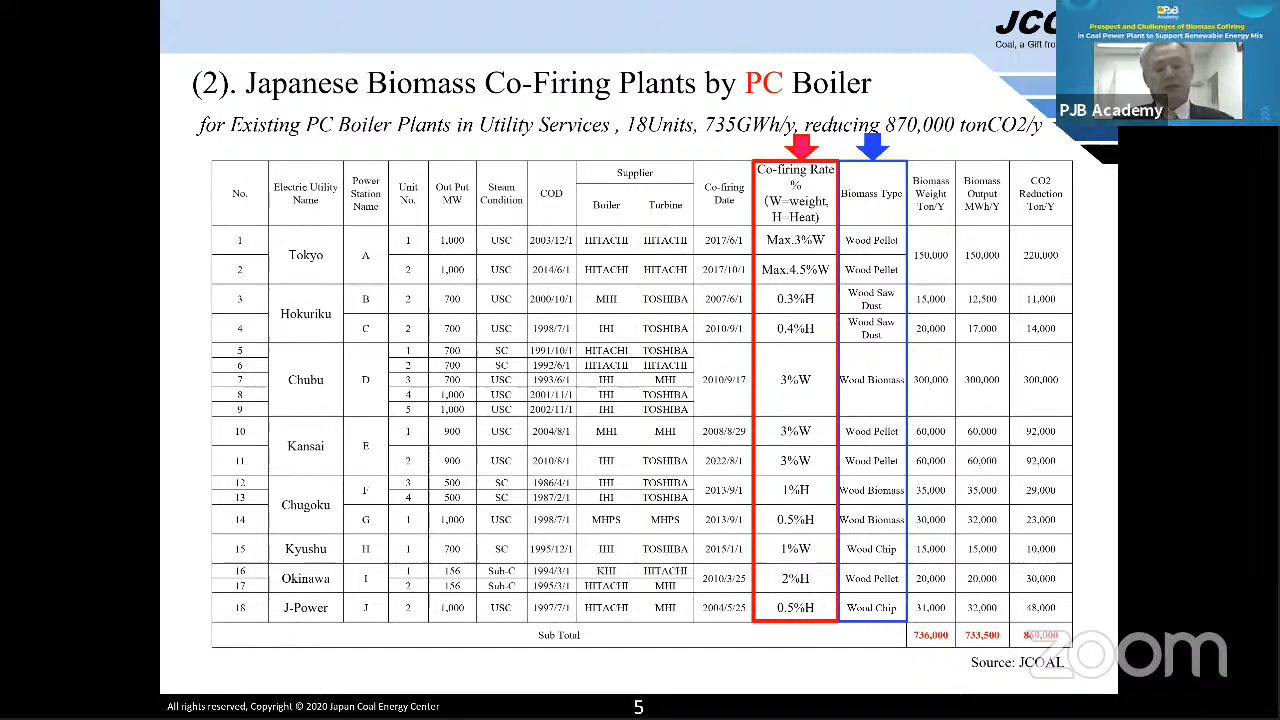 JCO
Coal, a Gift from
PJB
Academy
Prospect and Challenges of Biomass Cofiring
in Coal Power Plant to Support Renewable Energy Mix
PJB Academy
(2). Japanese Biomass Co-Firing Plants by PC Boiler
for Existing PC Boiler Plants in Utility Services , 18Units, 735GWh/y, reducing 870,000 tonCO2/y
No. Electric Utility Name Power Station Name Unit No. Out Put MW Steam Condition COD Supplier Boiler Turbine Co-firing Date Co-firing Rate % (W=weight, H=Heat) Biomass Type Biomass Weight Ton/Y Biomass Output MWh/Y CO2 Reduction Ton/Y
1 Tokyo A 1 1,000 USC 2003/12/1 HITACHI HITACHI 2017/6/1 Max.3%W Wood Pellet 150,000 150,000 220,000
2 2 1,000 USC 2014/6/1 HITACHI HITACHI 2017/10/1 Max.4.5%W Wood Pellet
3 Hokuriku B 2 700 USC 2000/10/1 MHI TOSHIBA 2007/6/1 0.3%H Wood Saw Dust 15,000 12,500 11,000
4 C 2 700 USC 1998/7/1 IHI TOSHIBA 2010/9/1 0.4%H Wood Saw Dust 20,000 17,000 14,000
5 Chubu D 1 700 SC 1991/10/1 HITACHI TOSHIBA 2010/9/17 3%W Wood Biomass 300,000 300,000 300,000
6 2 700 SC 1992/6/1 HITACHI HITACHI
7 3 700 USC 1993/6/1 IHI MHI
8 4 1,000 USC 2001/11/1 IHI TOSHIBA
9 5 1,000 USC 2002/11/1 IHI TOSHIBA
10 Kansai E 1 900 USC 2004/8/1 MHI MHI 2008/8/29 3%W Wood Pellet 60,000 60,000 92,000
11 2 900 USC 2010/8/1 IHI TOSHIBA 2022/8/1 3%W Wood Pellet 60,000 60,000 92,000
12 Chugoku F 3 500 SC 1986/4/1 IHI TOSHIBA 2013/9/1 1%H Wood Biomass 35,000 35,000 29,000
13 4 500 SC 1987/2/1 IHI TOSHIBA
14 G 1 1,000 USC 1998/7/1 MHPS MHPS 2013/9/1 0.5%H Wood Biomass 30,000 32,000 23,000
15 Kyushu H 1 700 SC 1995/12/1 IHI TOSHIBA 2015/1/1 1%W Wood Chip 15,000 15,000 10,000
16 Okinawa I 1 156 Sub-C 1994/3/1 KHI HITACHI 2010/3/25 2%H Wood Pellet 20,000 20,000 30,000
17 2 156 Sub-C 1995/3/1 HITACHI MHI
18 J-Power J 2 1,000 USC 1997/7/1 HITACHI MHI 2004/5/25 0.5%H Wood Chip 31,000 32,000 48,000
Sub Total 736,000 733,500 869,000
Source: JCOAL
zoom
All rights reserved, Copyright © 2020 Japan Coal Energy Center
5